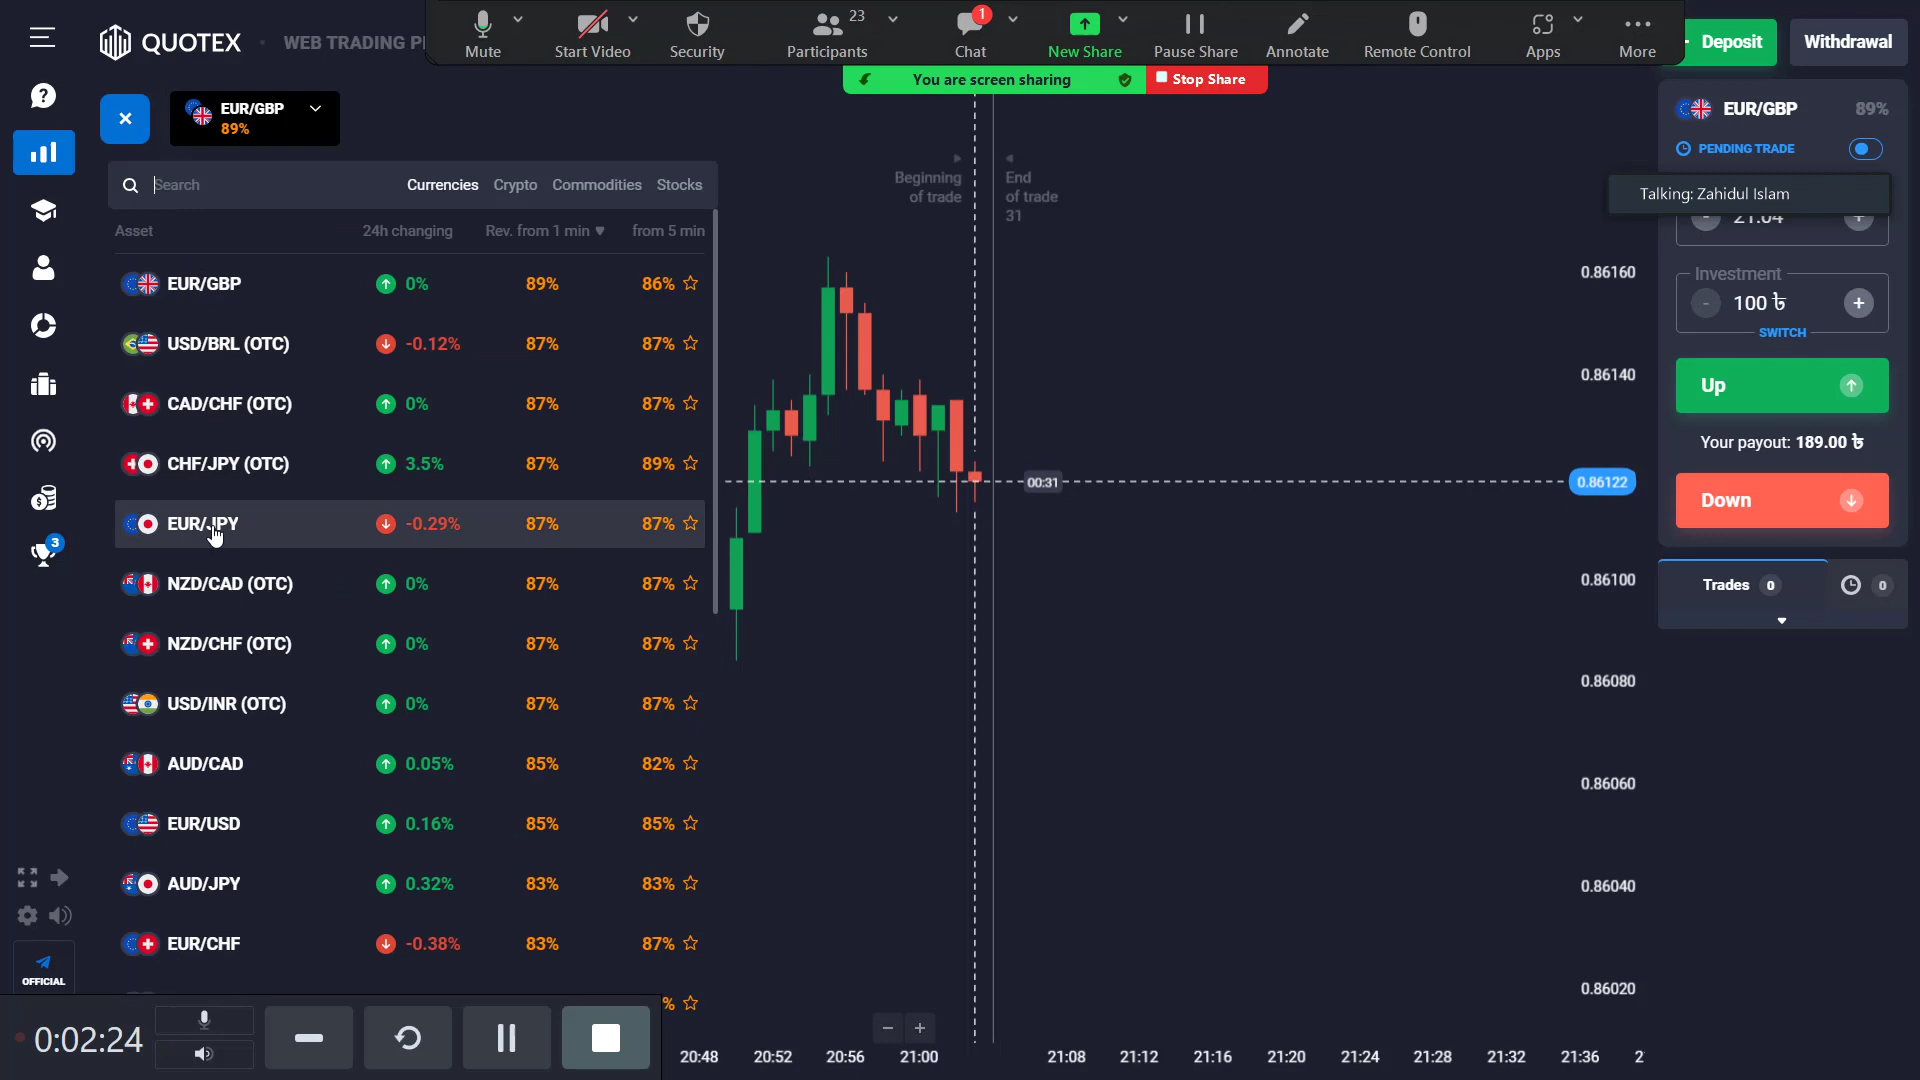 Mute
Start Video
Security
Participants 23
Chat 1
New Share
Pause Share
Annotate
Remote Control
Apps
More
You are screen sharing
Stop Share
QUOTEX
WEB TRADING
Deposit
Withdrawal
EUR/GBP
89%
Search
Currencies Crypto Commodities Stocks
Asset 24h changing Rev. from 1 min from 5 min
EUR/GBP 0% 89% 86%
USD/BRL (OTC) -0.12% 87% 87%
CAD/CHF (OTC) 0% 87% 87%
CHF/JPY (OTC) 3.5% 87% 89%
EUR/JPY -0.29% 87% 87%
NZD/CAD (OTC) 0% 87% 87%
NZD/CHF (OTC) 0% 87% 87%
USD/INR (OTC) 0% 87% 87%
AUD/CAD 0.05% 85% 82%
EUR/USD 0.16% 85% 85%
AUD/JPY 0.32% 83% 83%
EUR/CHF -0.38% 83% 87%
%
3
OFFICIAL
0:02:24
Beginning
of trade
End
of trade
31
00:31
0.86160
0.86140
0.86122
0.86100
0.86080
0.86060
0.86040
0.86020
20:48 20:52 20:56 21:00 21:08 21:12 21:16 21:20 21:24 21:28 21:32 21:36 2
EUR/GBP 89%
PENDING TRADE
Talking: Zahidul Islam
21:04
Investment
- 100 ৳ +
SWITCH
Up
Your payout: 189.00 ৳
Down
Trades 0
0